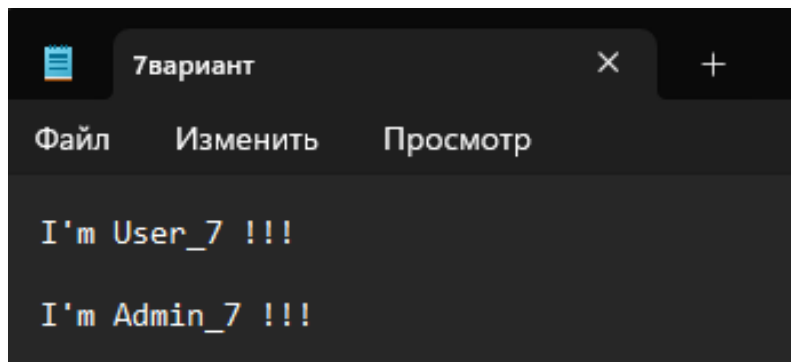 7вариант
Файл Изменить Просмотр
I'm User_7 !!!
I'm Admin_7 !!!